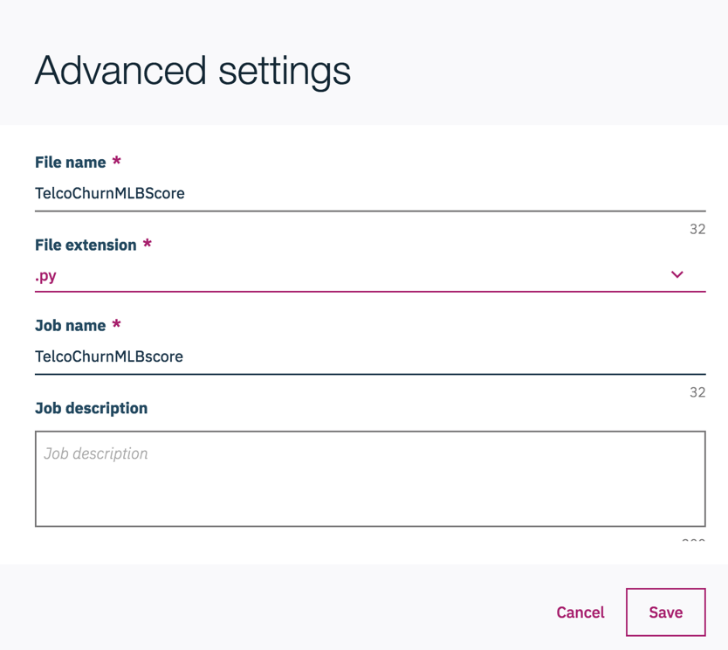 Advanced settings
File name *
TelcoChurnMLBScore
32
File extension *
.py
Job name *
TelcoChurnMLBscore
32
Job description
Job description
Cancel Save